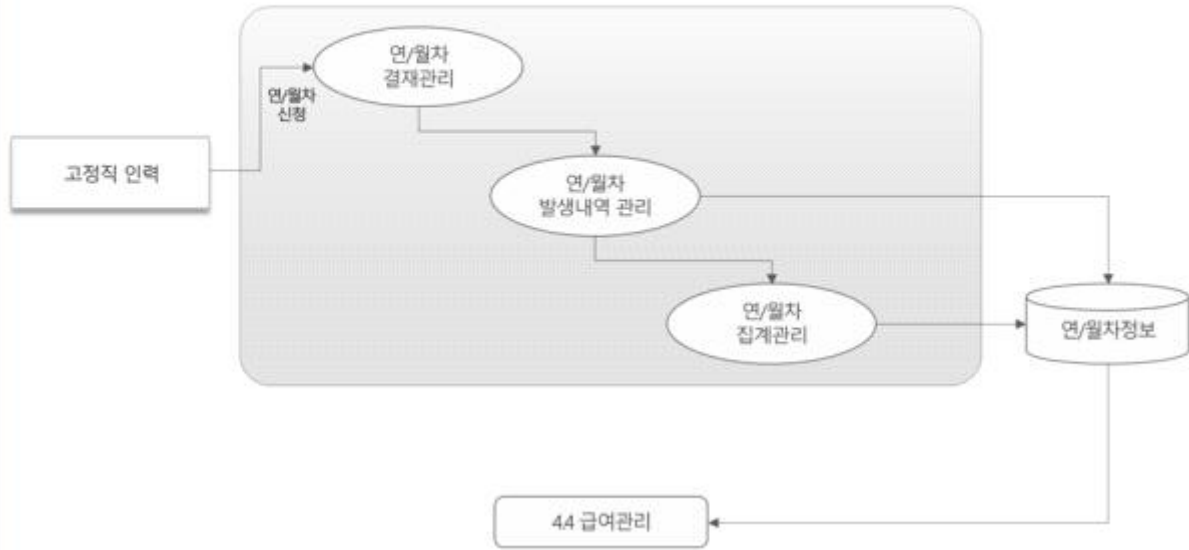 연/월차
결재관리
연/월차
신청
고정직 인력
연/월차
발생내역 관리
연/월차
집계관리
연/월차정보
4.4 급여관리